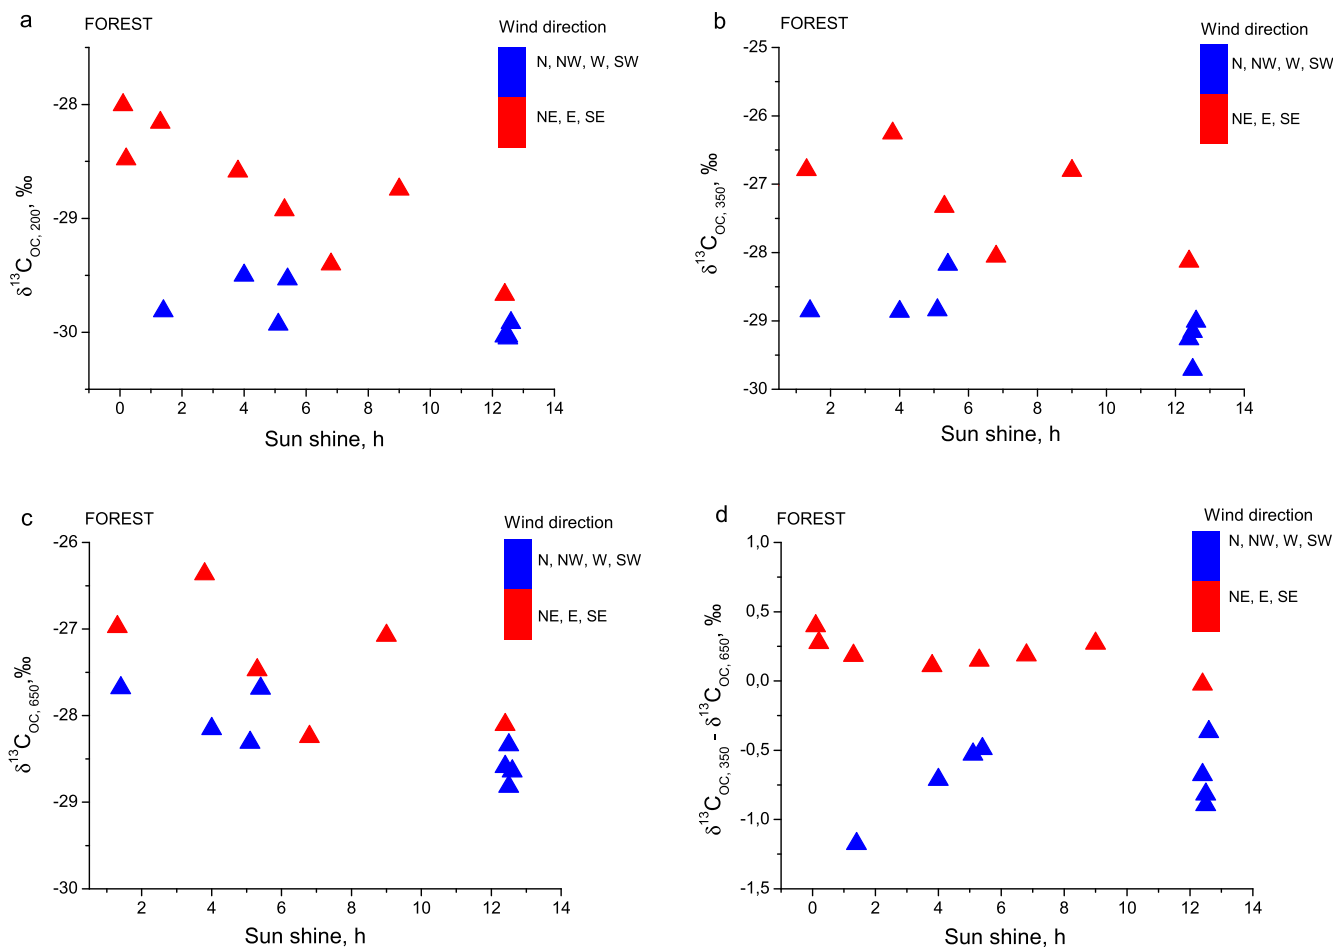 a
FOREST
Wind direction
N, NW, W, SW
NE, E, SE
-28
-29
-30
δ¹³C_OC, 200, ‰
0 2 4 6 8 10 12 14
Sun shine, h
b
FOREST
Wind direction
N, NW, W, SW
NE, E, SE
-25
-26
-27
-28
-29
-30
δ¹³C_OC, 350, ‰
2 4 6 8 10 12 14
Sun shine, h
c
FOREST
Wind direction
N, NW, W, SW
NE, E, SE
-26
-27
-28
-29
-30
δ¹³C_OC, 650, ‰
2 4 6 8 10 12 14
Sun shine, h
d
FOREST
Wind direction
N, NW, W, SW
NE, E, SE
1,0
0,5
0,0
-0,5
-1,0
-1,5
δ¹³C_OC, 350 - δ¹³C_OC, 650, ‰
0 2 4 6 8 10 12 14
Sun shine, h